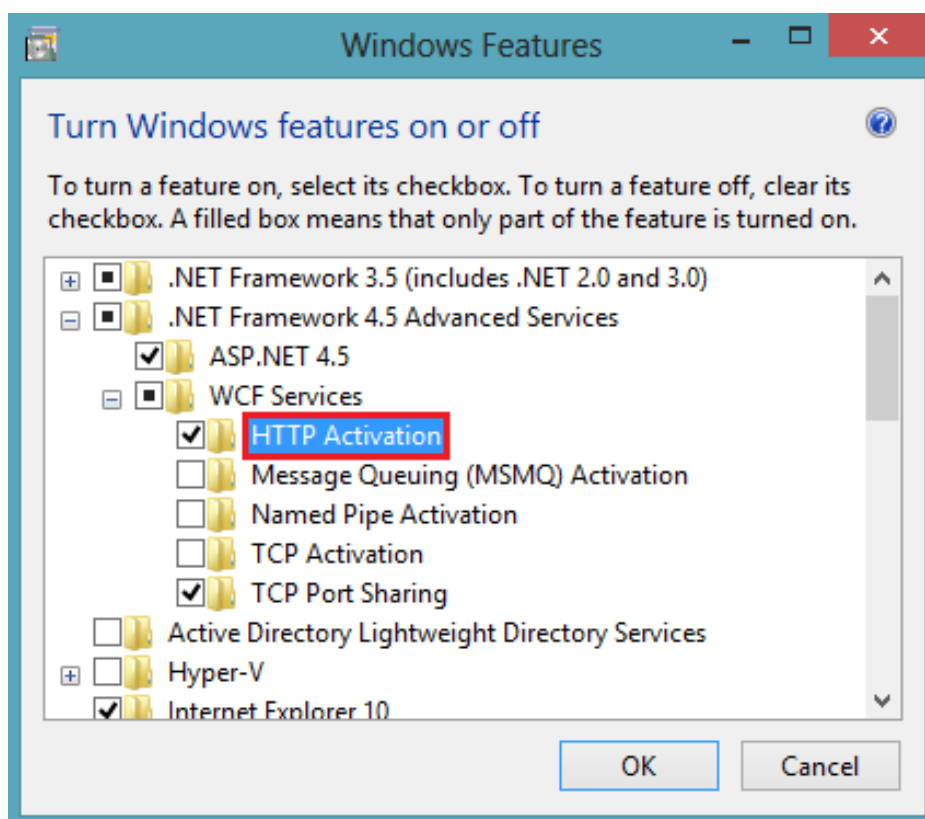 Windows Features
Turn Windows features on or off
To turn a feature on, select its checkbox. To turn a feature off, clear its
checkbox. A filled box means that only part of the feature is turned on.
.NET Framework 3.5 (includes .NET 2.0 and 3.0)
.NET Framework 4.5 Advanced Services
ASP.NET 4.5
WCF Services
HTTP Activation
Message Queuing (MSMQ) Activation
Named Pipe Activation
TCP Activation
TCP Port Sharing
Active Directory Lightweight Directory Services
Hyper-V
Internet Explorer 10
OK Cancel